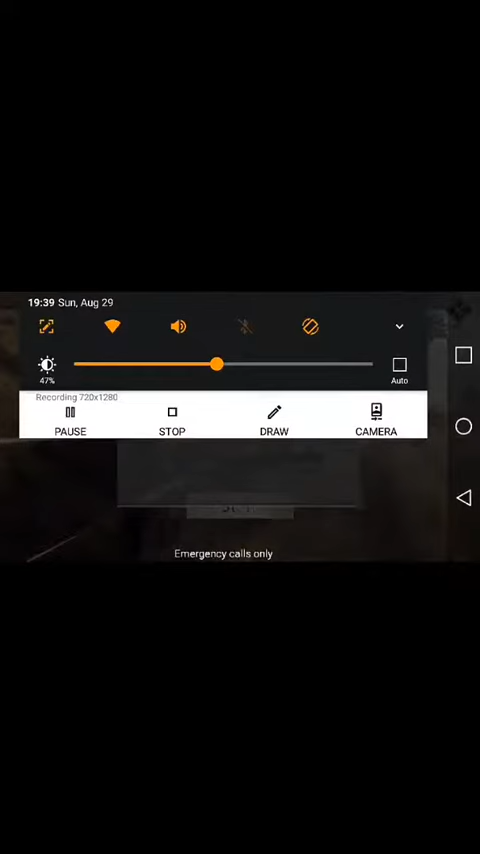 19:39 Sun, Aug 29
47%
Auto
Recording 720x1280
PAUSE STOP DRAW CAMERA
Emergency calls only